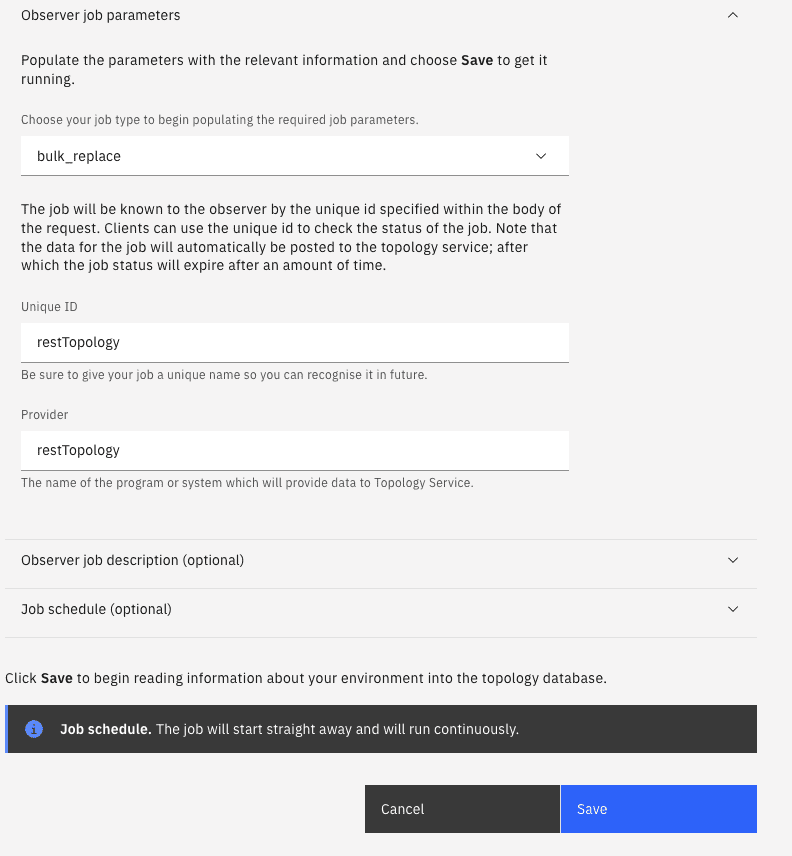 Observer job parameters
Populate the parameters with the relevant information and choose Save to get it
running.
Choose your job type to begin populating the required job parameters.
bulk_replace
The job will be known to the observer by the unique id specified within the body of
the request. Clients can use the unique id to check the status of the job. Note that
the data for the job will automatically be posted to the topology service; after
which the job status will expire after an amount of time.
Unique ID
restTopology
Be sure to give your job a unique name so you can recognise it in future.
Provider
restTopology
The name of the program or system which will provide data to Topology Service.
Observer job description (optional)
Job schedule (optional)
Click Save to begin reading information about your environment into the topology database.
Job schedule. The job will start straight away and will run continuously.
Cancel
Save